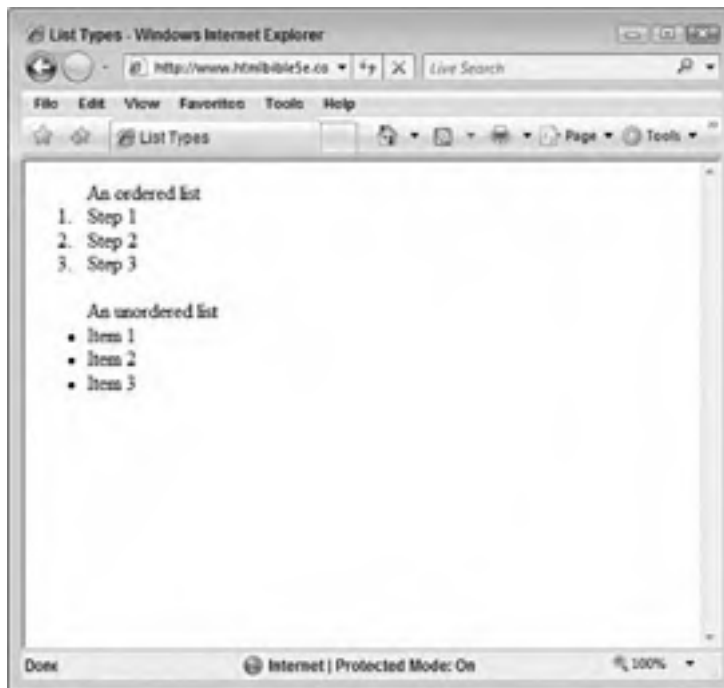 List Types - Windows Internet Explorer
http://www.htmlbible5e.co
Live Search
File Edit View Favorites Tools Help
List Types
Page Tools
An ordered list
1. Step 1
2. Step 2
3. Step 3
An unordered list
• Item 1
• Item 2
• Item 3
Done
Internet | Protected Mode: On
100%